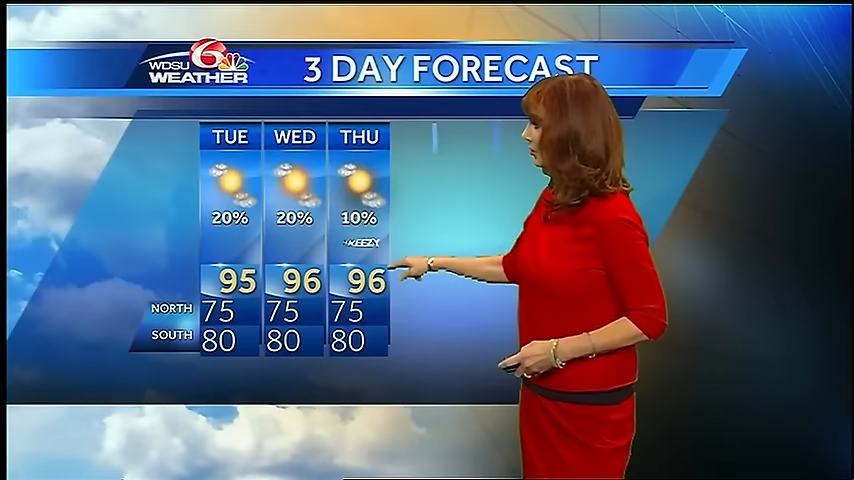 WDSU 6
WEATHER
3 DAY FORECAST
TUE WED THU
20% 20% 10%
95 96 96
NORTH 75 75 75
SOUTH 80 80 80